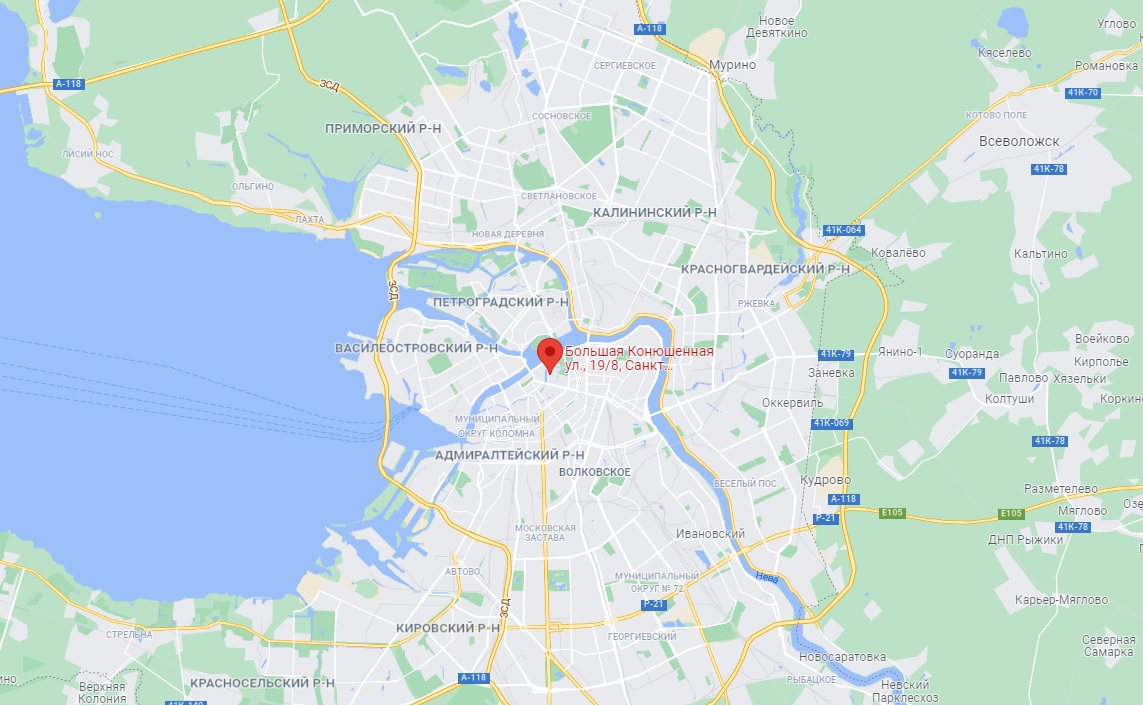 Новое
Девяткино
Углово
А-118
Кяселево
СЕРГИЕВСКОЕ
Мурино
Романовка
А-118
ЗСД
41К-70
СОСНОВСКОЕ
КОТОВО ПОЛЕ
ПРИМОРСКИЙ Р-Н
Всеволожск
ЛИСИЙ НОС
41К-78
ОЛЬГИНО
СВЕТЛАНОВСКОЕ
КАЛИНИНСКИЙ Р-Н
ЛАХТА
НОВАЯ ДЕРЕВНЯ
41К-064
Ковалёво
Кальтино
КРАСНОГВАРДЕЙСКИЙ Р-Н
ЗСД
ПЕТРОГРАДСКИЙ Р-Н
РЖЕВКА
Воейково
ВАСИЛЕОСТРОВСКИЙ Р-Н
Большая Конюшенная
ул., 19/8, Санкт...
41К-79
Янино-1
Суоранда
Кирполье
Заневка
41К-79
Павлово
Хязельки
Колтуши
Коркино
Оккервиль
МУНИЦИПАЛЬНЫЙ
ОКРУГ КОЛОМНА
41К-069
41К-78
АДМИРАЛТЕЙСКИЙ Р-Н
ВОЛКОВСКОЕ
ВЕСЕЛЫЙ ПОС.
Кудрово
Разметелево
А-118
Мяглово
Р-21
E105
E105
41К-78
МОСКОВСКАЯ
ЗАСТАВА
Ивановский
ДНП Рыжики
АВТОВО
МУНИЦИПАЛЬНЫЙ
ОКРУГ № 72
Нева
Р-21
ЗСД
Карьер-Мяглово
СТРЕЛЬНА
КИРОВСКИЙ Р-Н
ГЕОРГИЕВСКИЙ
Северная
Самарка
Новосаратовка
А-118
РЫБАЦКОЕ
КРАСНОСЕЛЬСКИЙ Р-Н
Верхняя
Колония
Невский
Парклесхоз